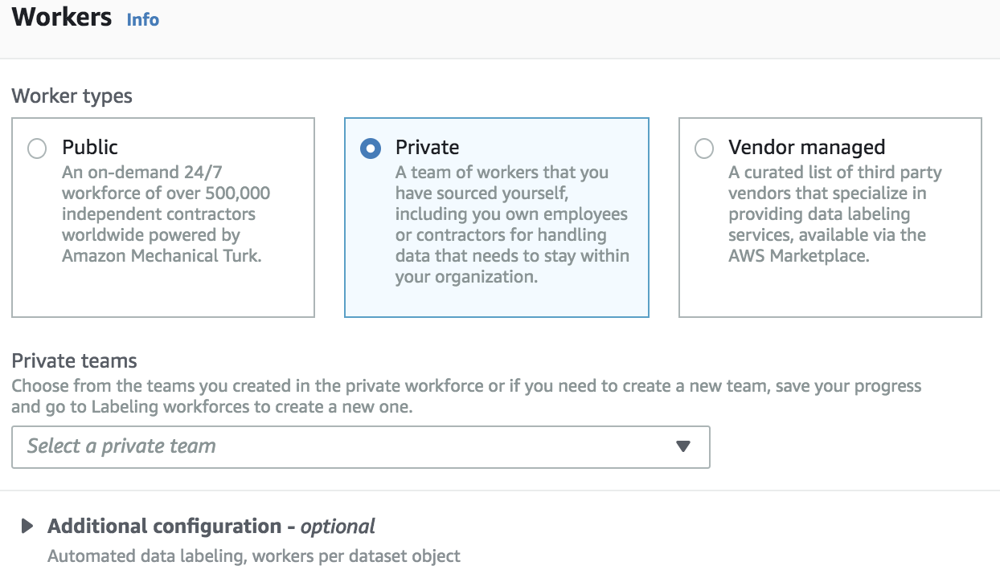 Workers Info
Worker types
Public
An on-demand 24/7
workforce of over 500,000
independent contractors
worldwide powered by
Amazon Mechanical Turk.
Private
A team of workers that you
have sourced yourself,
including you own employees
or contractors for handling
data that needs to stay within
your organization.
Vendor managed
A curated list of third party
vendors that specialize in
providing data labeling
services, available via the
AWS Marketplace.
Private teams
Choose from the teams you created in the private workforce or if you need to create a new team, save your progress
and go to Labeling workforces to create a new one.
Select a private team
Additional configuration - optional
Automated data labeling, workers per dataset object